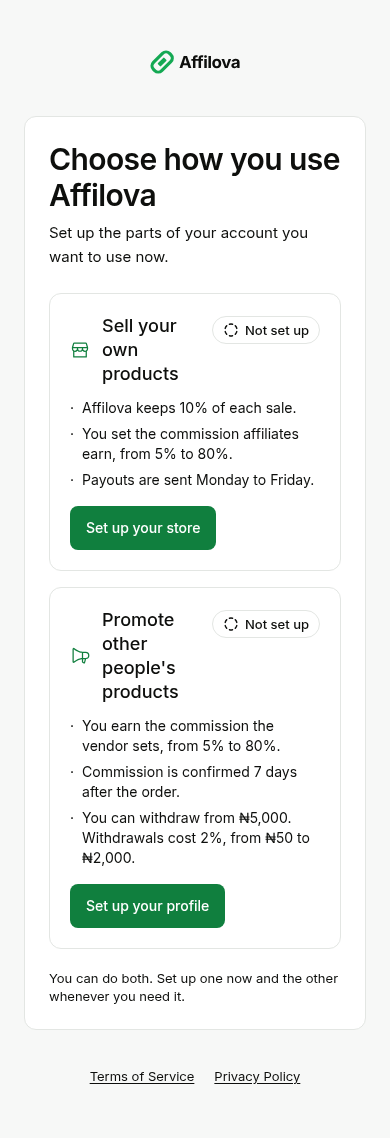 Affilova
Choose how you use
Affilova
Set up the parts of your account you
want to use now.
Sell your
own
products
Not set up
· Affilova keeps 10% of each sale.
· You set the commission affiliates
earn, from 5% to 80%.
· Payouts are sent Monday to Friday.
Set up your store
Promote
other
people's
products
Not set up
· You earn the commission the
vendor sets, from 5% to 80%.
· Commission is confirmed 7 days
after the order.
· You can withdraw from ₦5,000.
Withdrawals cost 2%, from ₦50 to
₦2,000.
Set up your profile
You can do both. Set up one now and the other
whenever you need it.
Terms of Service Privacy Policy